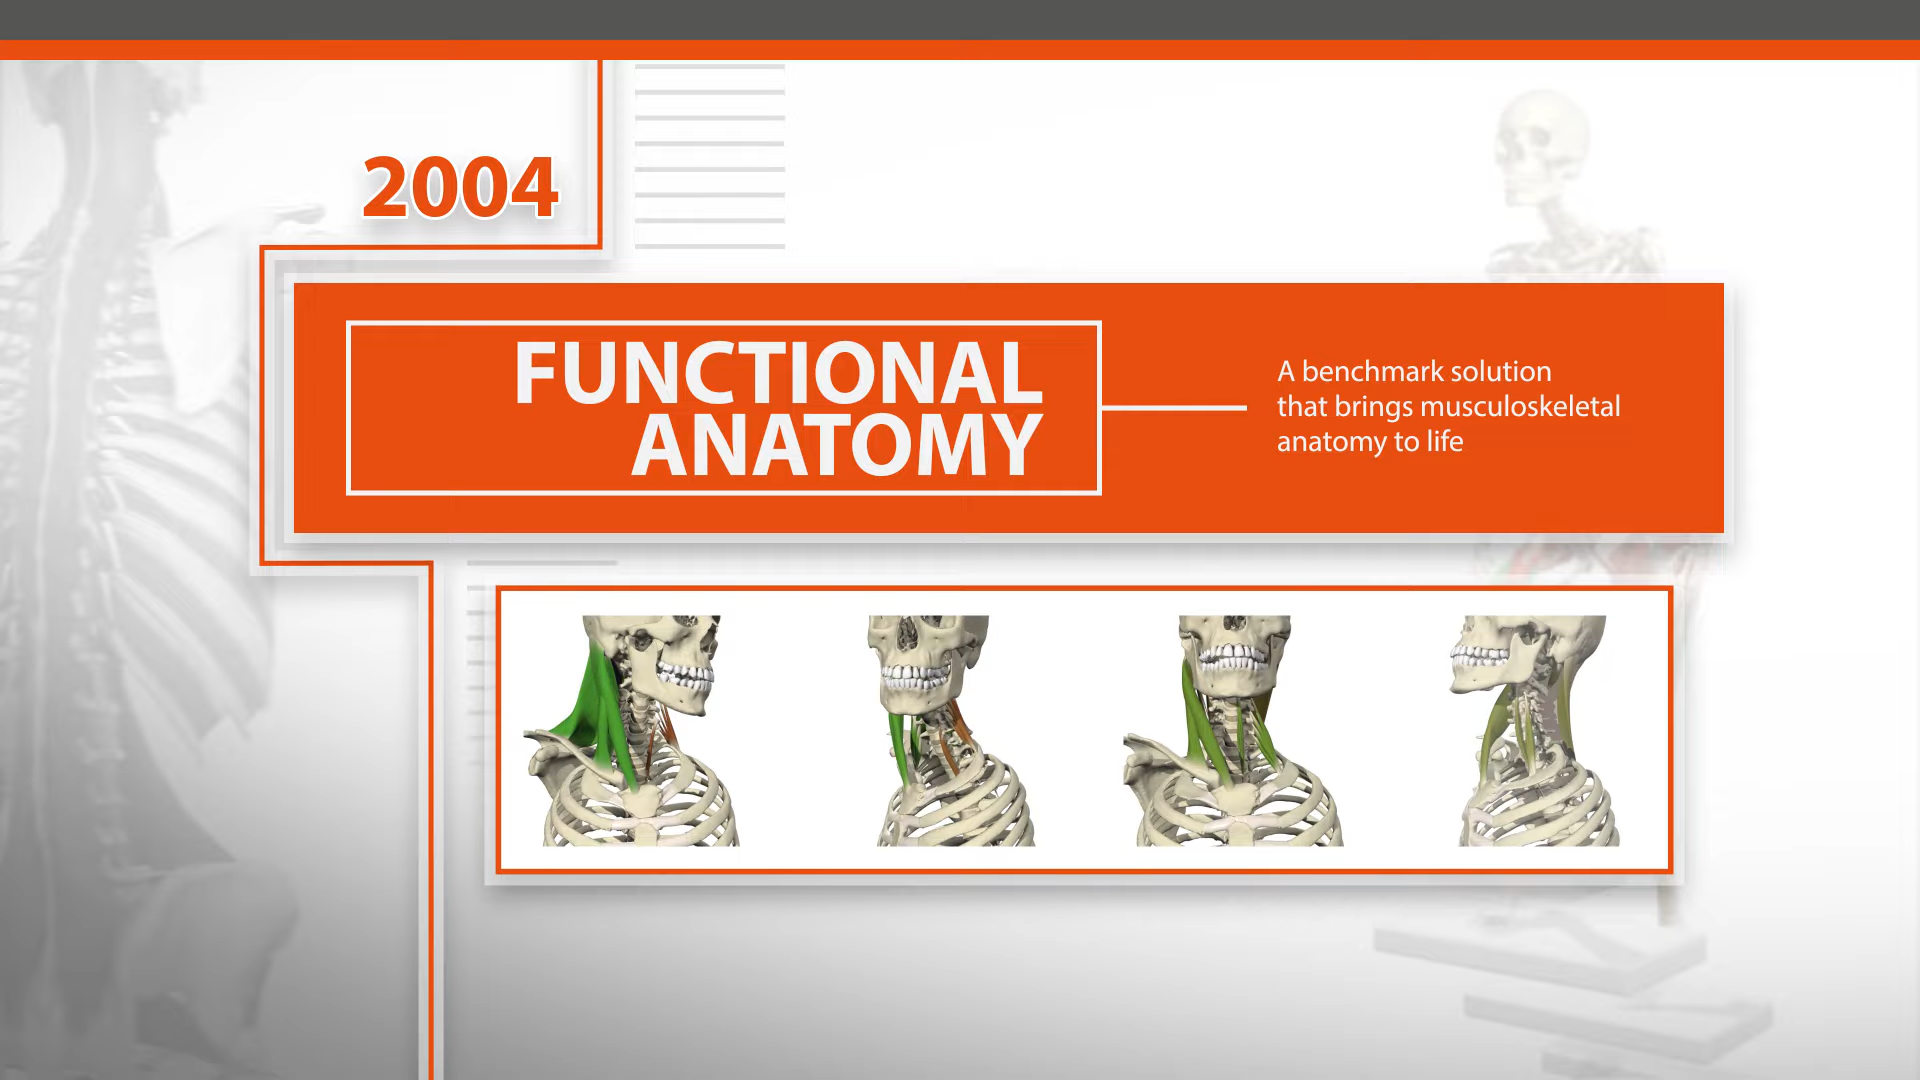 2004
FUNCTIONAL
ANATOMY
A benchmark solution
that brings musculoskeletal
anatomy to life